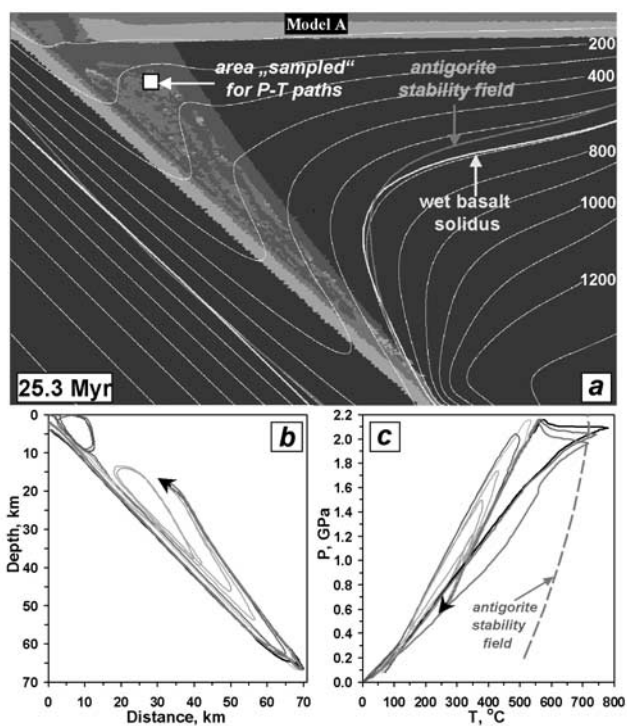 Model A
200
area „sampled“
for P-T paths
antigorite
stability field
400
800
wet basalt
solidus
1000
1200
25.3 Myr
a
0
10
20
30
40
50
60
70
Depth, km
b
0 10 20 30 40 50 60 70
Distance, km
2.2
2.0
1.8
1.6
1.4
1.2
1.0
0.8
0.6
0.4
0.2
0
P, GPa
c
antigorite
stability
field
0 100 200 300 400 500 600 700 800
T, °C